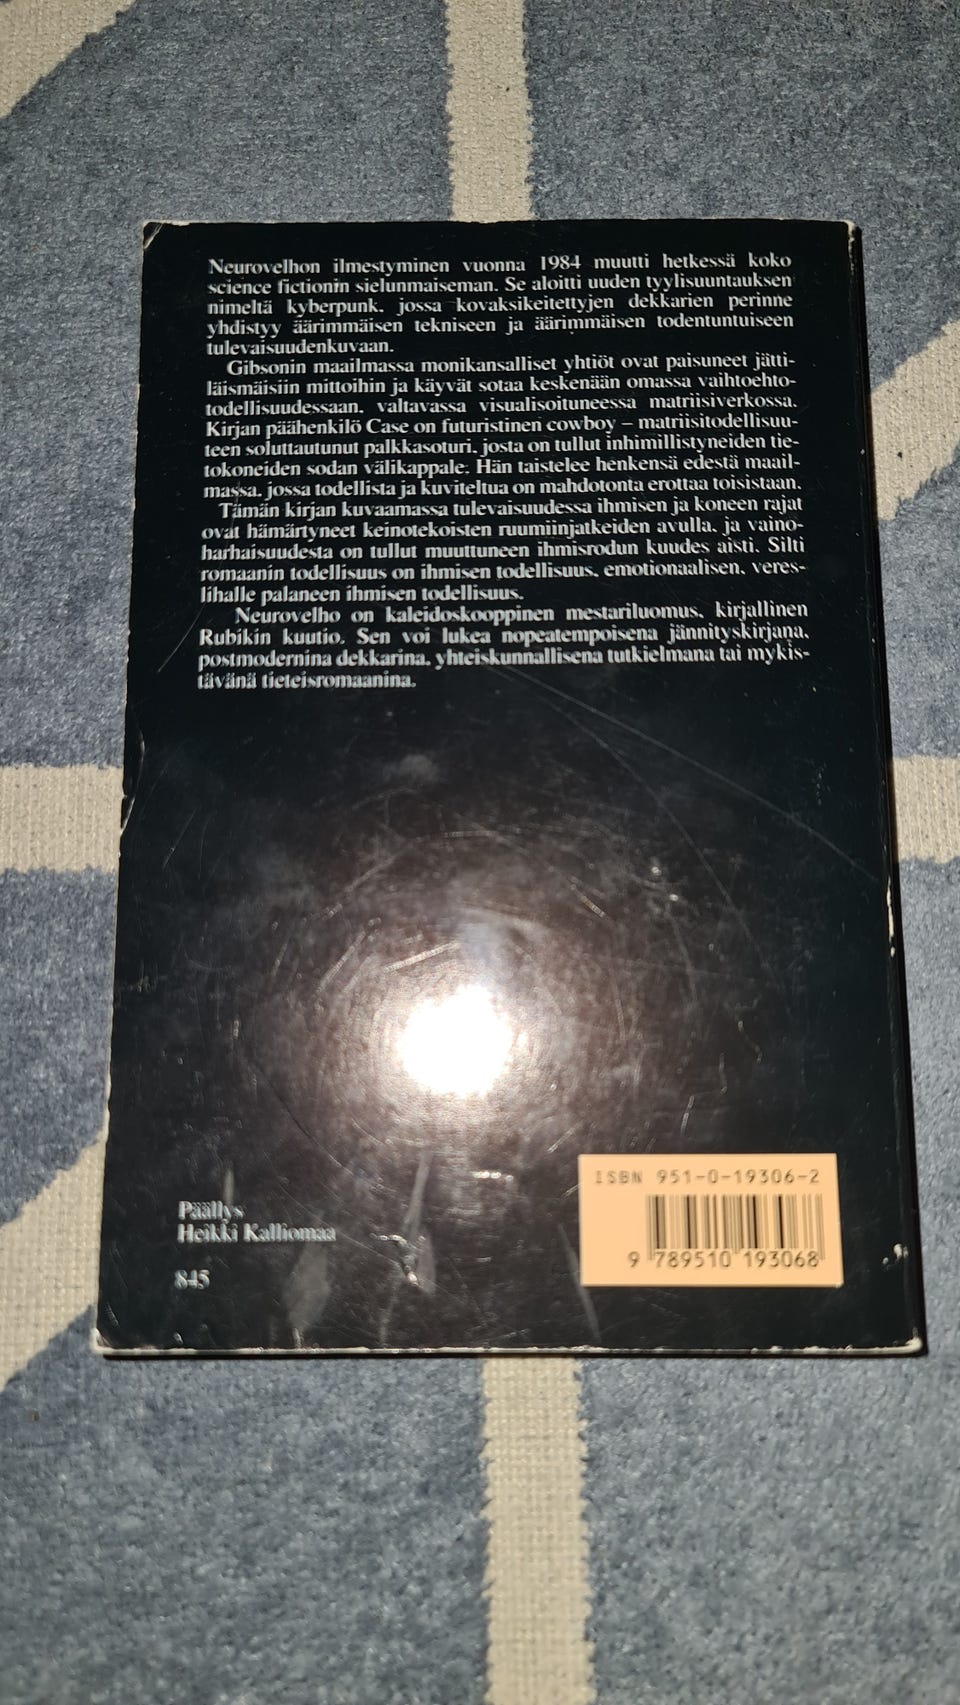 Neurovelhon ilmestyminen vuonna 1984 muutti hetkessä koko
science fictionin sielunmaiseman. Se aloitti uuden tyylisuuntauksen
nimeltä kyberpunk, jossa kovaksikeitettyjen dekkarien perinne
yhdistyy äärimmäisen tekniseen ja äärimmäisen todentuntuiseen
tulevaisuudenkuvaan.
Gibsonin maailmassa monikansalliset yhtiöt ovat paisuneet jätti-
läismäisiin mittoihin ja käyvät sotaa keskenään omassa vaihtoehto-
todellisuudessaan, valtavassa visualisoituneessa matriisiverkossa.
Kirjan päähenkilö Case on futuristinen cowboy – matriisitodellisuu-
teen soluttautunut palkkasoturi, josta on tullut inhimillistyneiden tie-
tokoneiden sodan välikappale. Hän taistelee henkensä edestä maail-
massa, jossa todellista ja kuviteltua on mahdotonta erottaa toisistaan.
Tämän kirjan kuvaamassa tulevaisuudessa ihmisen ja koneen rajat
ovat hämärtyneet keinotekoisten ruumiinjatkeiden avulla, ja vaino-
harhaisuudesta on tullut muuttuneen ihmisrodun kuudes aisti. Silti
romaanin todellisuus on ihmisen todellisuus, emotionaalisen, veres-
lihalle palaneen ihmisen todellisuus.
Neurovelho on kaleidoskooppinen mestariluomus, kirjallinen
Rubikin kuutio. Sen voi lukea nopeatempoisena jännityskirjana,
postmodernina dekkarina, yhteiskunnallisena tutkielmana tai mykis-
tävänä tieteisromaanina.
Päällys
Heikki Kalliomaa
845
ISBN 951-0-19306-2
9 789510 193068